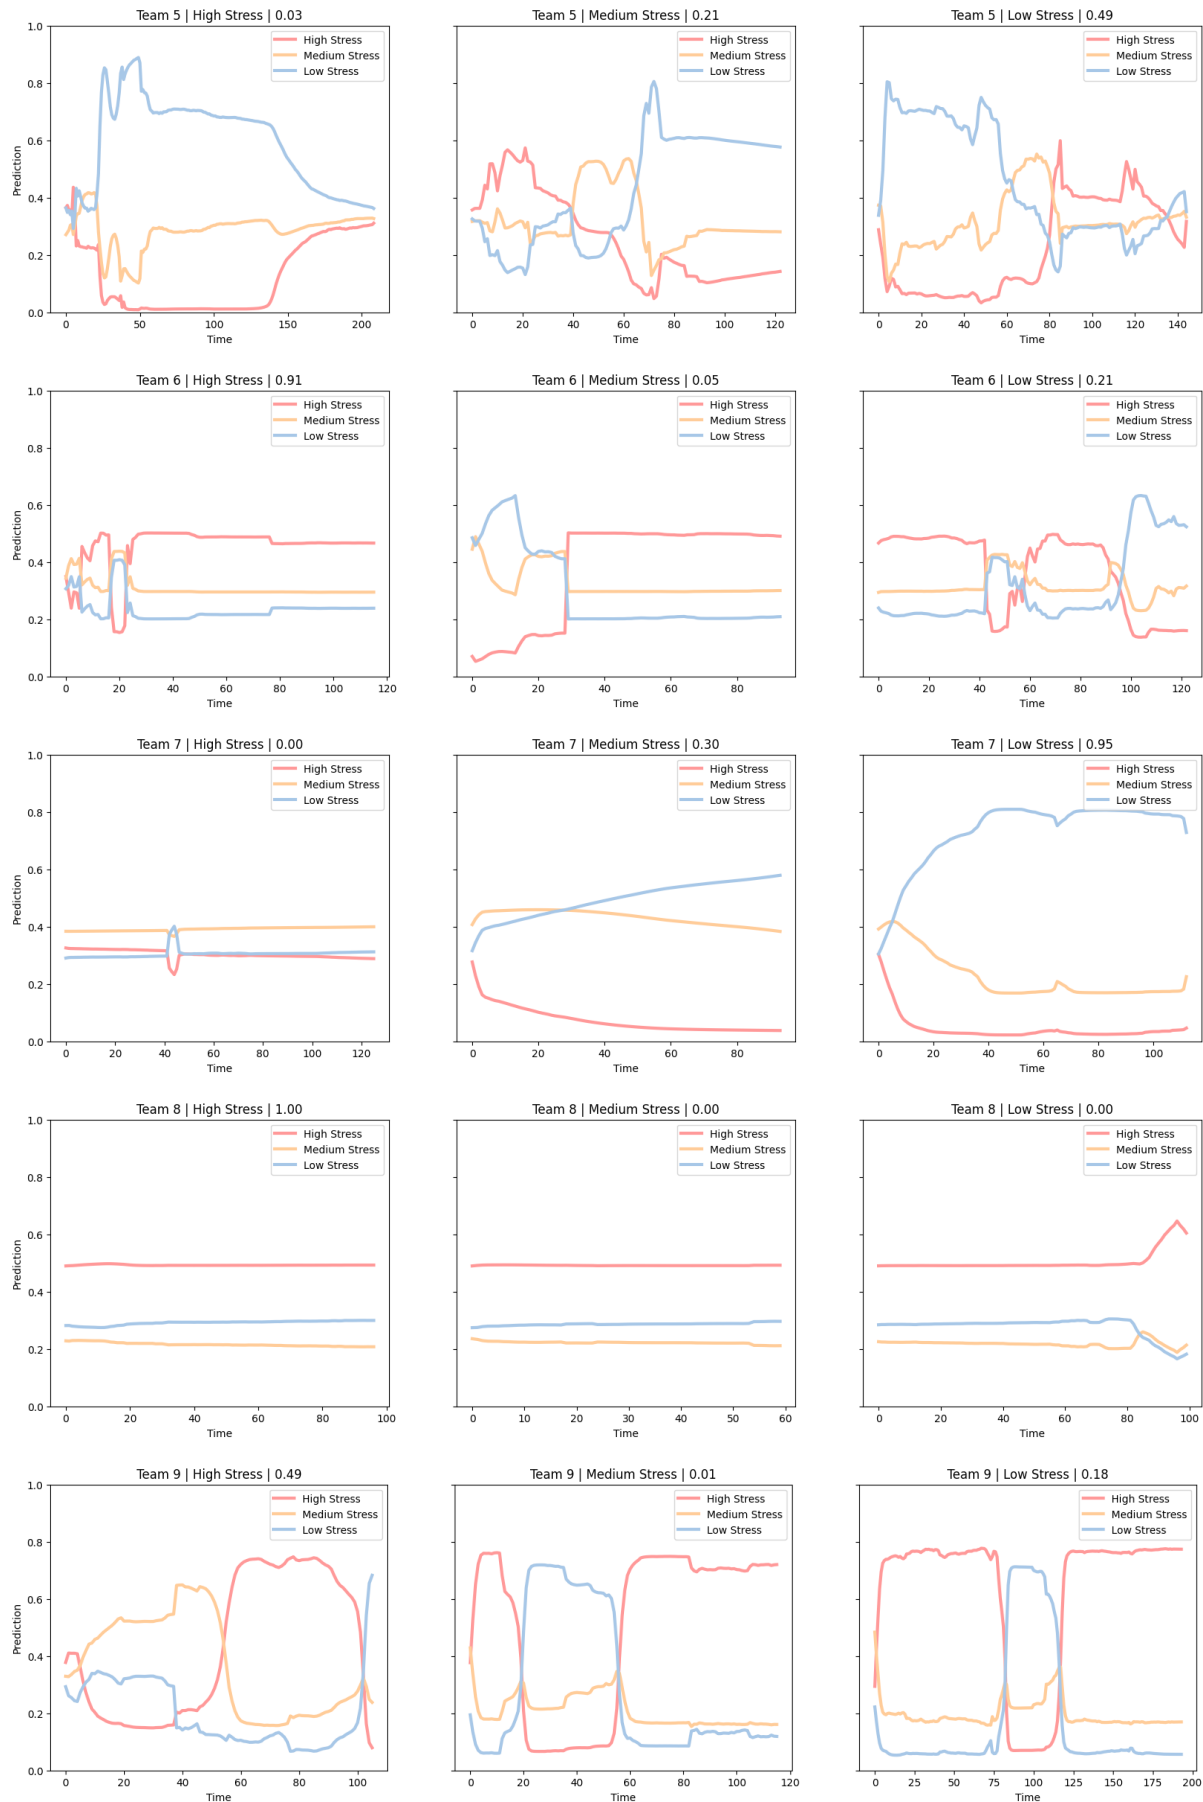 Team 5 | High Stress | 0.03
High Stress
Medium Stress
Low Stress
Prediction
1.0
0.8
0.6
0.4
0.2
0.0
0 50 100 150 200
Time
Team 5 | Medium Stress | 0.21
High Stress
Medium Stress
Low Stress
0 20 40 60 80 100 120
Time
Team 5 | Low Stress | 0.49
High Stress
Medium Stress
Low Stress
0 20 40 60 80 100 120 140
Time
Team 6 | High Stress | 0.91
High Stress
Medium Stress
Low Stress
Prediction
1.0
0.8
0.6
0.4
0.2
0.0
0 20 40 60 80 100 120
Time
Team 6 | Medium Stress | 0.05
High Stress
Medium Stress
Low Stress
0 20 40 60 80
Time
Team 6 | Low Stress | 0.21
High Stress
Medium Stress
Low Stress
0 20 40 60 80 100 120
Time
Team 7 | High Stress | 0.00
High Stress
Medium Stress
Low Stress
Prediction
1.0
0.8
0.6
0.4
0.2
0.0
0 20 40 60 80 100 120
Time
Team 7 | Medium Stress | 0.30
High Stress
Medium Stress
Low Stress
0 20 40 60 80
Time
Team 7 | Low Stress | 0.95
High Stress
Medium Stress
Low Stress
0 20 40 60 80 100
Time
Team 8 | High Stress | 1.00
High Stress
Medium Stress
Low Stress
Prediction
1.0
0.8
0.6
0.4
0.2
0.0
0 20 40 60 80 100
Time
Team 8 | Medium Stress | 0.00
High Stress
Medium Stress
Low Stress
0 10 20 30 40 50 60
Time
Team 8 | Low Stress | 0.00
High Stress
Medium Stress
Low Stress
0 20 40 60 80 100
Time
Team 9 | High Stress | 0.49
High Stress
Medium Stress
Low Stress
Prediction
1.0
0.8
0.6
0.4
0.2
0.0
0 20 40 60 80 100
Time
Team 9 | Medium Stress | 0.01
High Stress
Medium Stress
Low Stress
0 20 40 60 80 100 120
Time
Team 9 | Low Stress | 0.18
High Stress
Medium Stress
Low Stress
0 25 50 75 100 125 150 175 200
Time